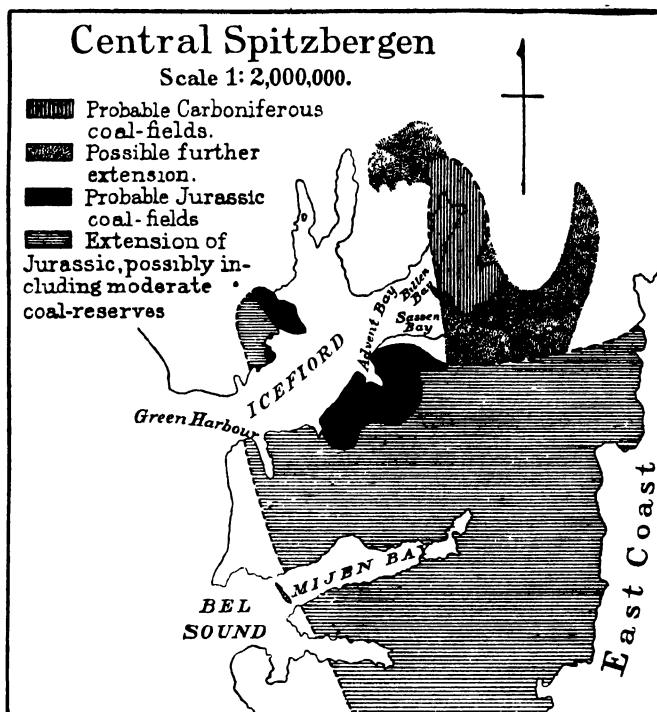 Central Spitzbergen
Scale 1: 2,000,000.
Probable Carboniferous
coal-fields.
Possible further
extension.
Probable Jurassic
coal-fields
Extension of
Jurassic, possibly in-
cluding moderate
coal-reserves
Billen
Bay
Sassen
Bay
Advent Bay
ICEFIORD
Green Harbour
MIJEN BA
BEL
SOUND
East Coast